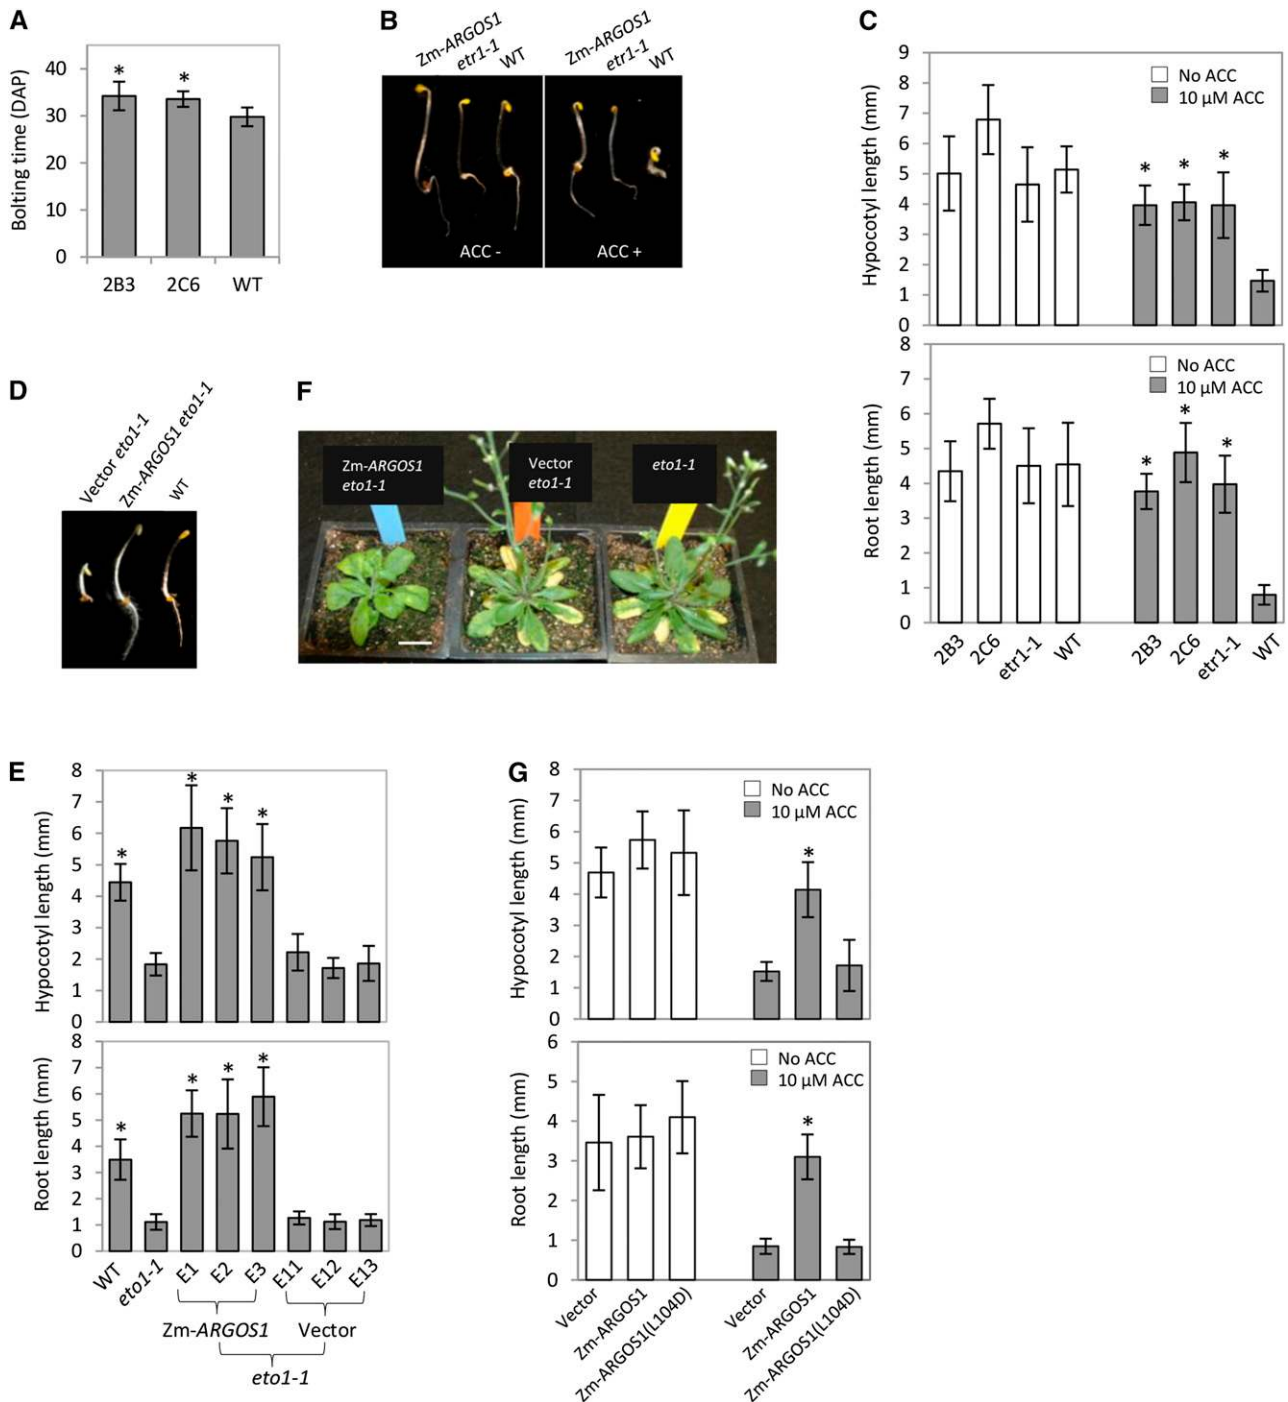 A
Bolting time (DAP)
40
30
20
10
0
* *
2B3 2C6 WT
B
Zm-ARGOS1
etr1-1
WT
Zm-ARGOS1
etr1-1
WT
ACC -
ACC +
C
Hypocotyl length (mm)
9
8
7
6
5
4
3
2
1
0
No ACC
10 µM ACC
* * *
Root length (mm)
8
7
6
5
4
3
2
1
0
No ACC
10 µM ACC
* * *
2B3 2C6 etr1-1 WT 2B3 2C6 etr1-1 WT
D
Vector eto1-1
Zm-ARGOS1 eto1-1
WT
F
Zm-ARGOS1
eto1-1
Vector
eto1-1
eto1-1
E
Hypocotyl length (mm)
8
7
6
5
4
3
2
1
0
* * * *
Root length (mm)
8
7
6
5
4
3
2
1
0
* * * *
WT eto1-1 E1 E2 E3 E11 E12 E13
Zm-ARGOS1 Vector
eto1-1
G
Hypocotyl length (mm)
8
7
6
5
4
3
2
1
0
No ACC
10 µM ACC
*
Root length (mm)
6
5
4
3
2
1
0
No ACC
10 µM ACC
*
Vector
Zm-ARGOS1
Zm-ARGOS1(L104D)
Vector
Zm-ARGOS1
Zm-ARGOS1(L104D)